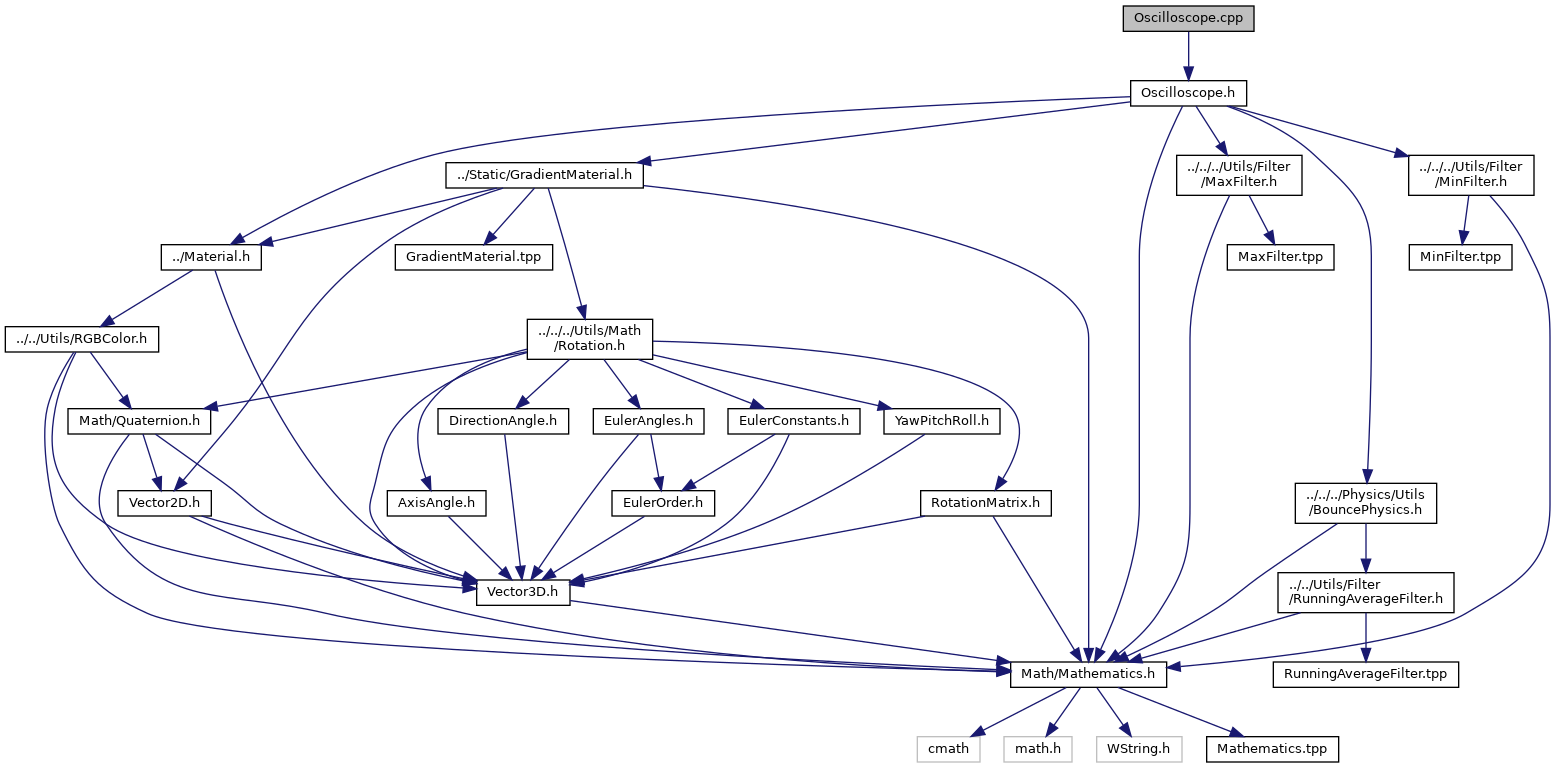 Oscilloscope.cpp
Oscilloscope.h
../Static/GradientMaterial.h
../../../Utils/Filter
/MaxFilter.h
../../../Utils/Filter
/MinFilter.h
../Material.h
GradientMaterial.tpp
MaxFilter.tpp
MinFilter.tpp
../../Utils/RGBColor.h
../../../Utils/Math
/Rotation.h
Math/Quaternion.h
DirectionAngle.h
EulerAngles.h
EulerConstants.h
YawPitchRoll.h
Vector2D.h
AxisAngle.h
EulerOrder.h
RotationMatrix.h
../../../Physics/Utils
/BouncePhysics.h
Vector3D.h
../../Utils/Filter
/RunningAverageFilter.h
Math/Mathematics.h
RunningAverageFilter.tpp
cmath
math.h
WString.h
Mathematics.tpp